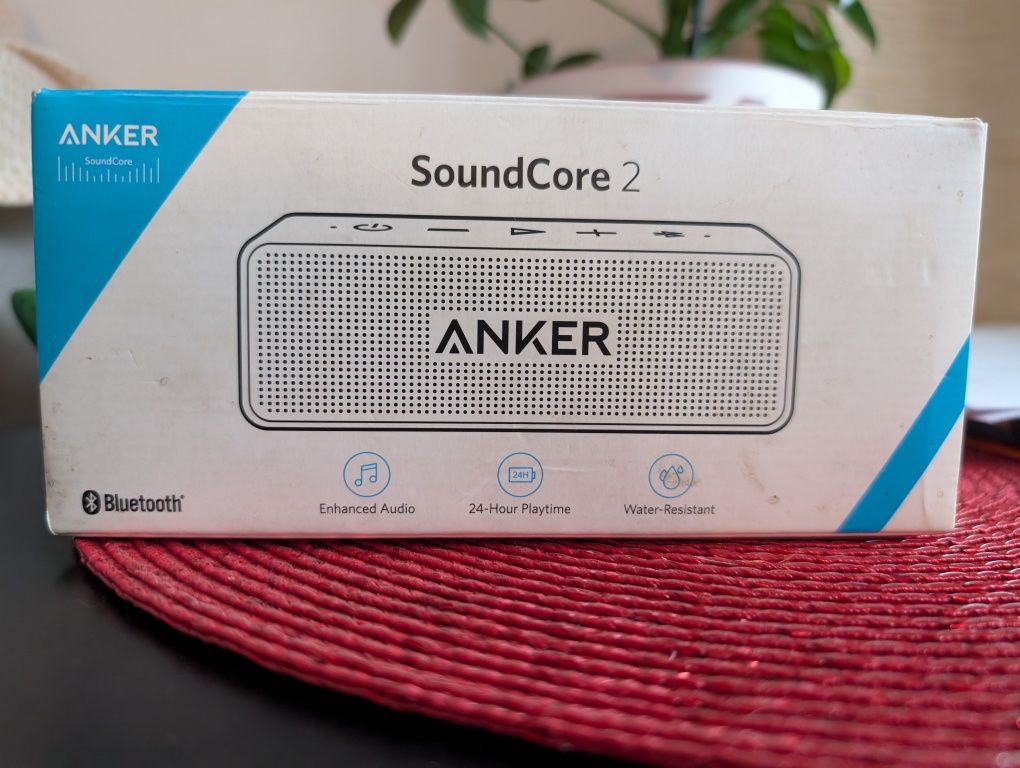 ANKER
SoundCore
SoundCore 2
ANKER
24H
Enhanced Audio
24-Hour Playtime
Water-Resistant
Bluetooth®